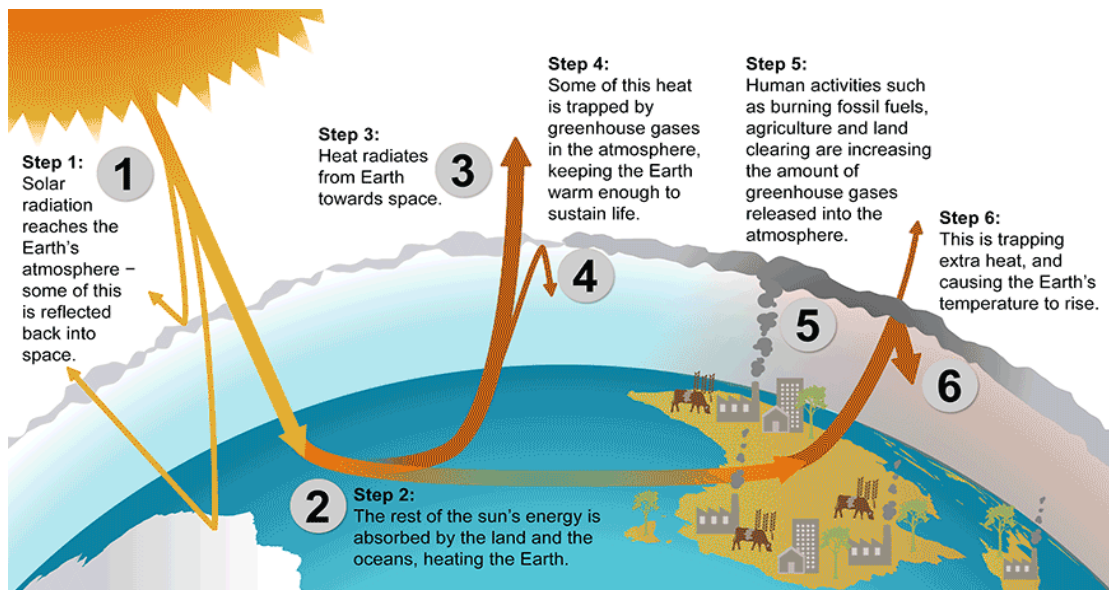 Step 1:
Solar
radiation
reaches the
Earth's
atmosphere –
some of this
is reflected
back into
space.
1
2
Step 2:
The rest of the sun's energy is
absorbed by the land and the
oceans, heating the Earth.
Step 3:
Heat radiates
from Earth
towards space.
3
Step 4:
Some of this heat
is trapped by
greenhouse gases
in the atmosphere,
keeping the Earth
warm enough to
sustain life.
4
Step 5:
Human activities such
as burning fossil fuels,
agriculture and land
clearing are increasing
the amount of
greenhouse gases
released into the
atmosphere.
5
Step 6:
This is trapping
extra heat, and
causing the Earth's
temperature to rise.
6